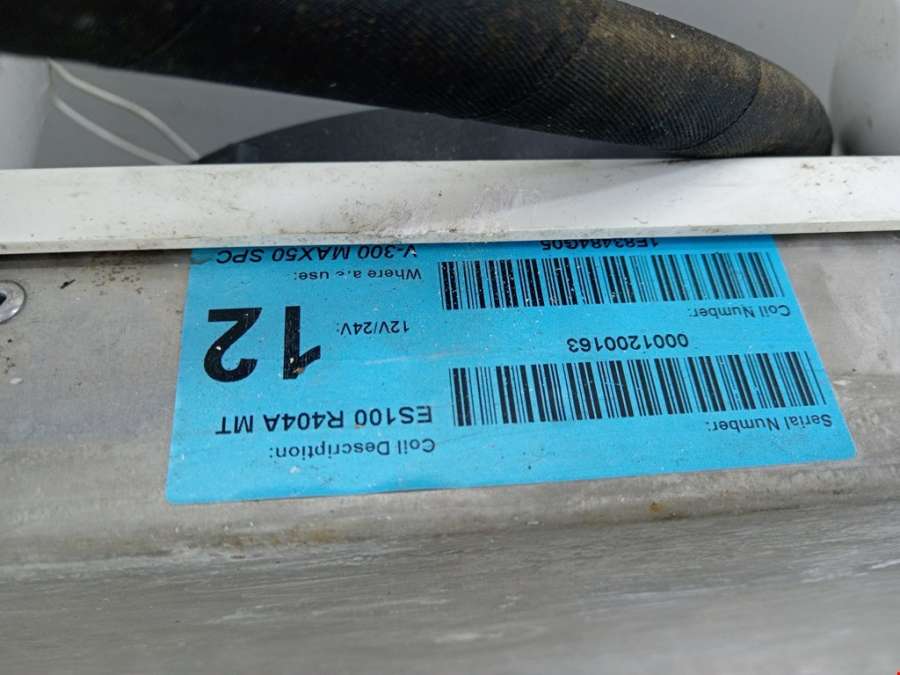 Serial Number:
0001200163
Coil Number:
1E83484G05
Coil Description:
ES100 R404A MT
12V/24V:
12
Where a.e use:
V-300 MAX50 SPC